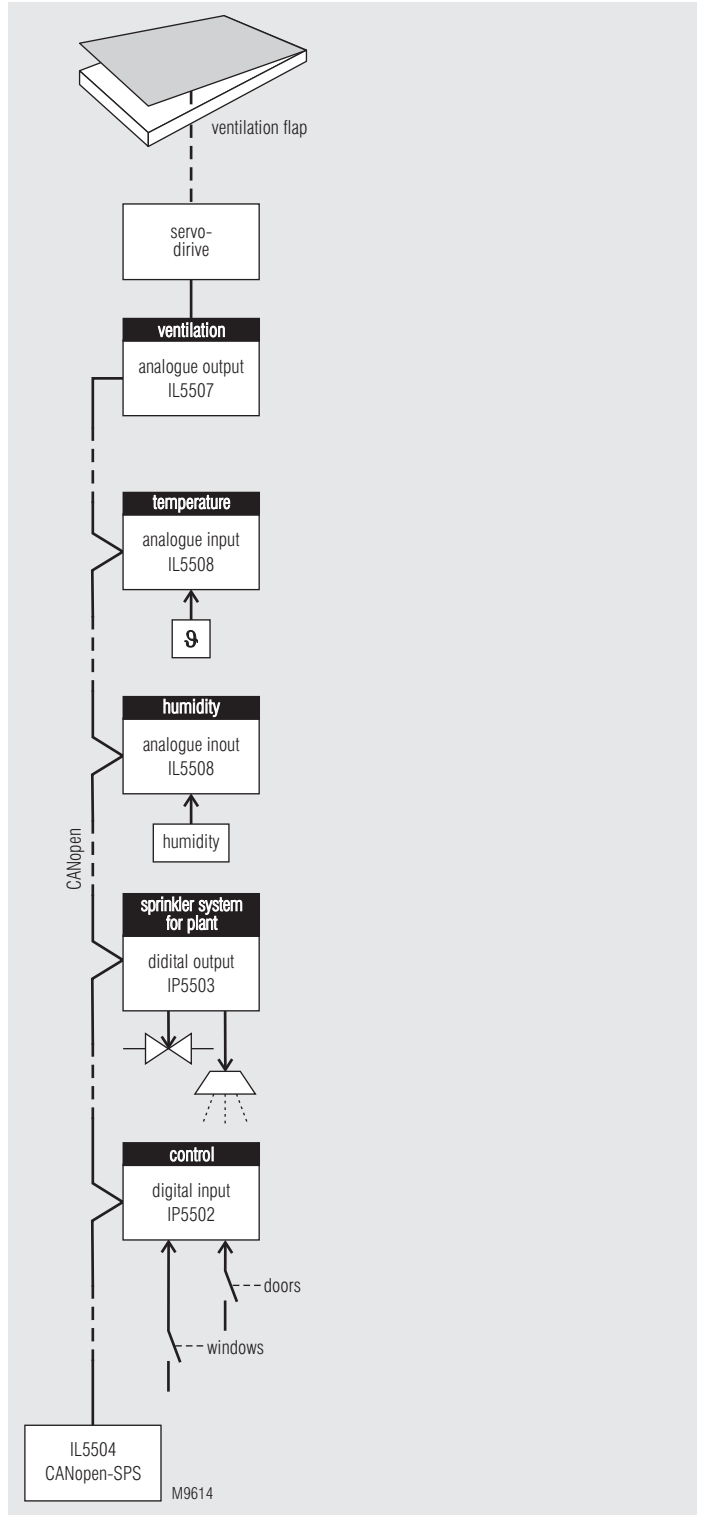 ventilation flap
servo-
dirive
ventilation
analogue output
IL5507
temperature
analogue input
IL5508
ϑ
humidity
analogue inout
IL5508
humidity
CANopen
sprinkler system
for plant
didital output
IP5503
control
digital input
IP5502
doors
windows
IL5504
CANopen-SPS
M9614